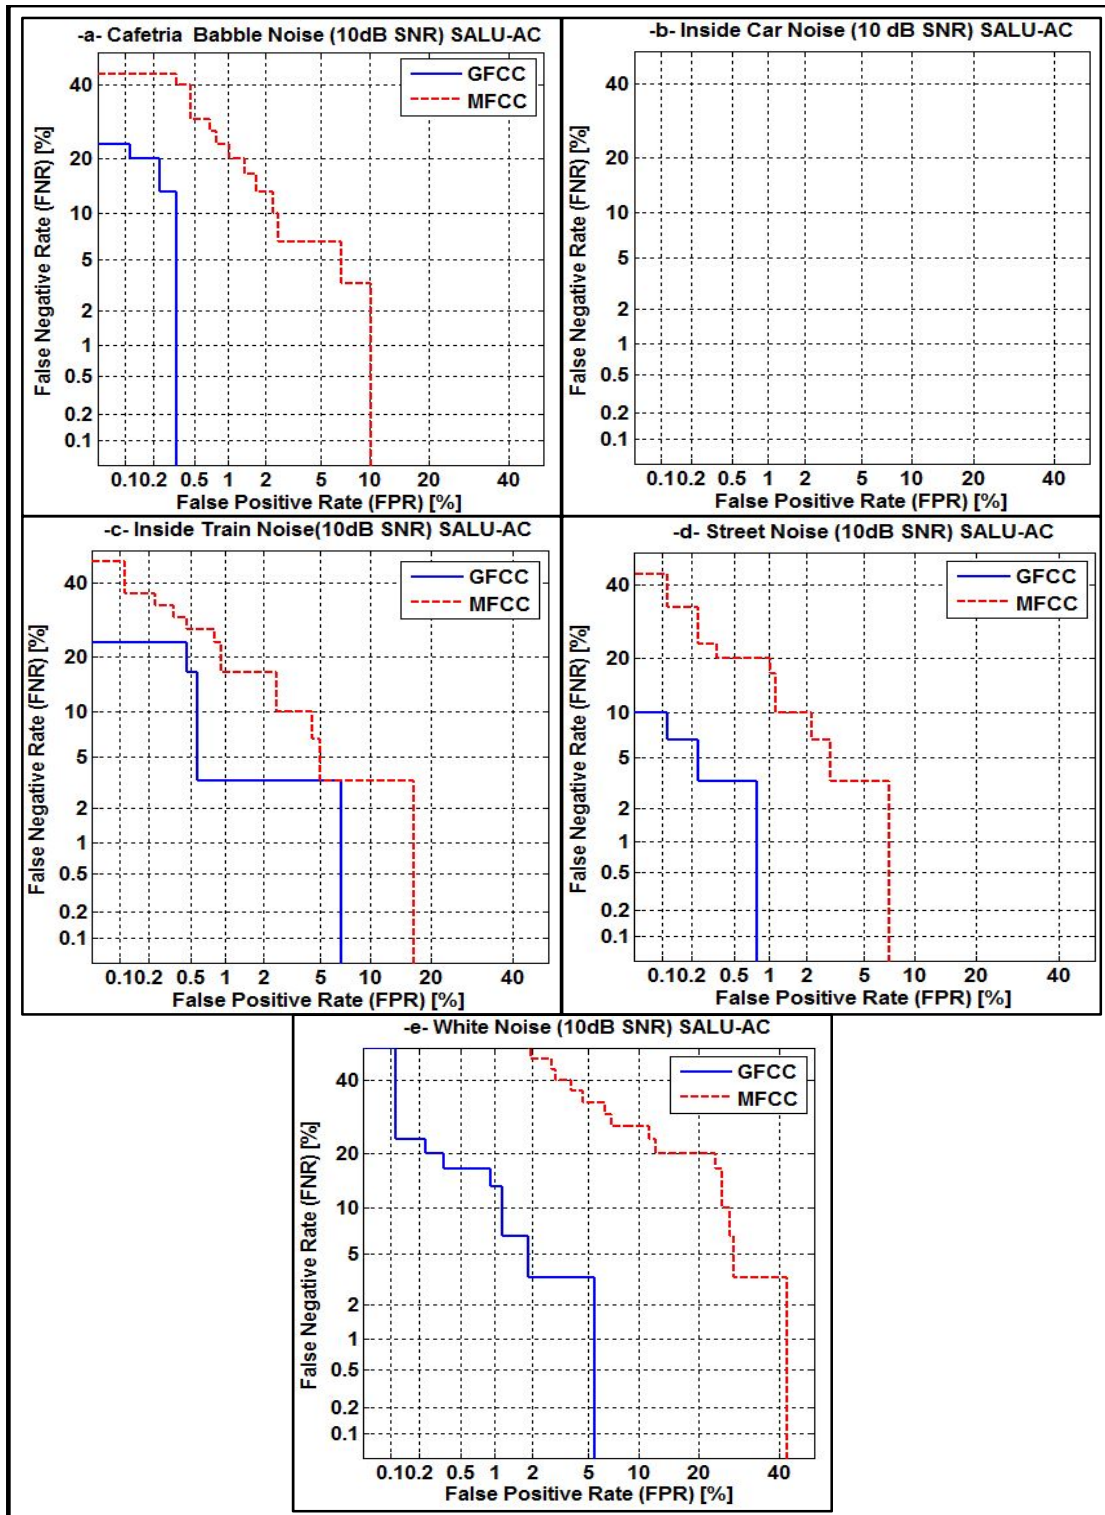 -a- Cafetria Babble Noise (10dB SNR) SALU-AC
GFCC
MFCC
False Negative Rate (FNR) [%]
40
20
10
5
2
1
0.5
0.2
0.1
0.1 0.2 0.5 1 2 5 10 20 40
False Positive Rate (FPR) [%]
-b- Inside Car Noise (10 dB SNR) SALU-AC
False Negative Rate (FNR) [%]
40
20
10
5
2
1
0.5
0.2
0.1
0.1 0.2 0.5 1 2 5 10 20 40
False Positive Rate (FPR) [%]
-c- Inside Train Noise(10dB SNR) SALU-AC
GFCC
MFCC
False Negative Rate (FNR) [%]
40
20
10
5
2
1
0.5
0.2
0.1
0.1 0.2 0.5 1 2 5 10 20 40
False Positive Rate (FPR) [%]
-d- Street Noise (10dB SNR) SALU-AC
GFCC
MFCC
False Negative Rate (FNR) [%]
40
20
10
5
2
1
0.5
0.2
0.1
0.1 0.2 0.5 1 2 5 10 20 40
False Positive Rate (FPR) [%]
-e- White Noise (10dB SNR) SALU-AC
GFCC
MFCC
False Negative Rate (FNR) [%]
40
20
10
5
2
1
0.5
0.2
0.1
0.1 0.2 0.5 1 2 5 10 20 40
False Positive Rate (FPR) [%]